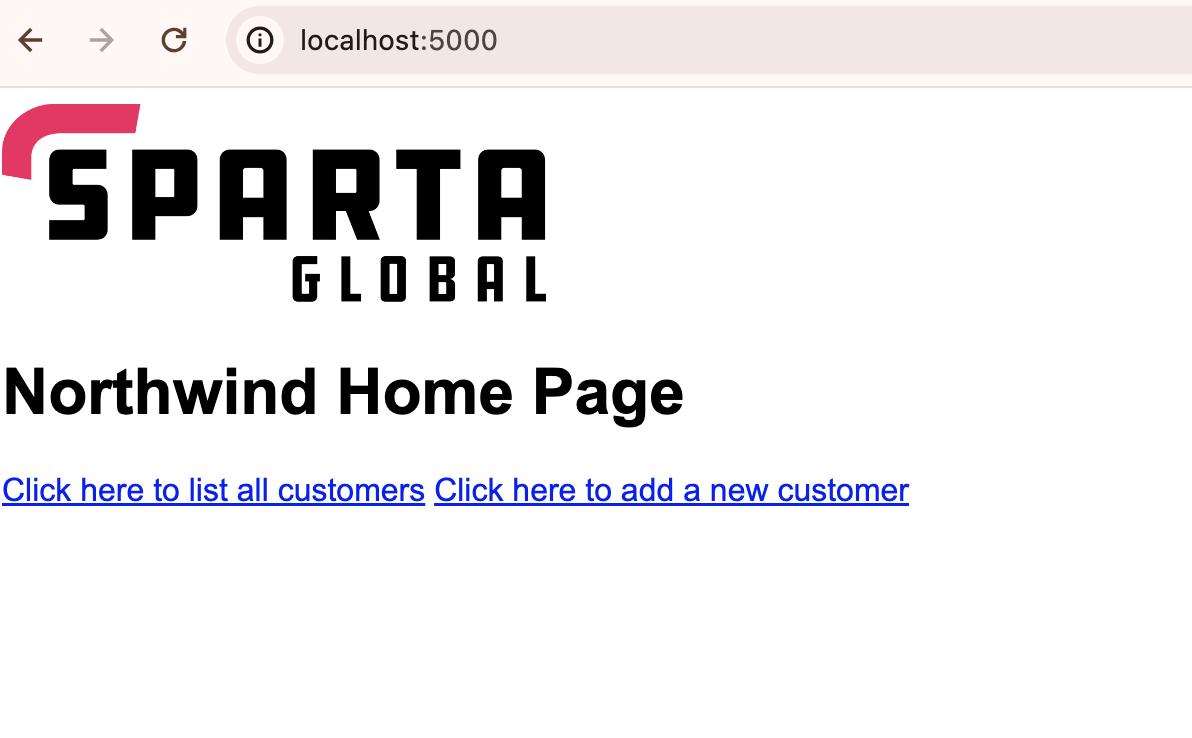 localhost:5000
SPARTA
GLOBAL
Northwind Home Page
Click here to list all customers Click here to add a new customer